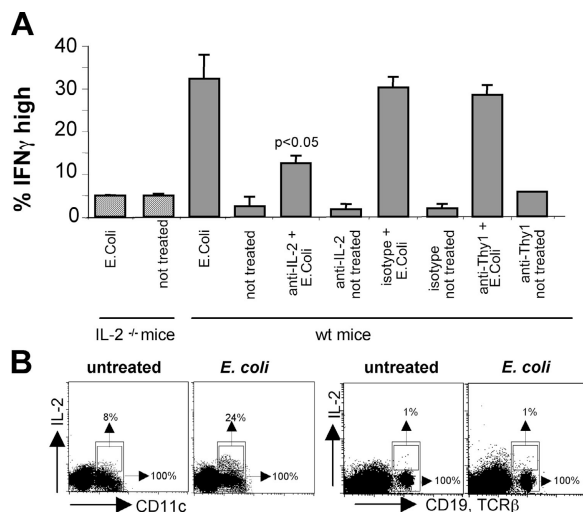 A
% IFNγ high
40
30
20
10
0
p<0.05
E.Coli
not treated
E.Coli
not treated
anti-IL-2 +
E.Coli
anti-IL-2
not treated
isotype +
E.Coli
isotype
not treated
anti-Thy1 +
E.Coli
anti-Thy1
not treated
IL-2 -/- mice
wt mice
B
untreated
E. coli
untreated
E. coli
IL-2
8%
24%
100%
100%
CD11c
IL-2
1%
1%
100%
100%
CD19, TCRβ